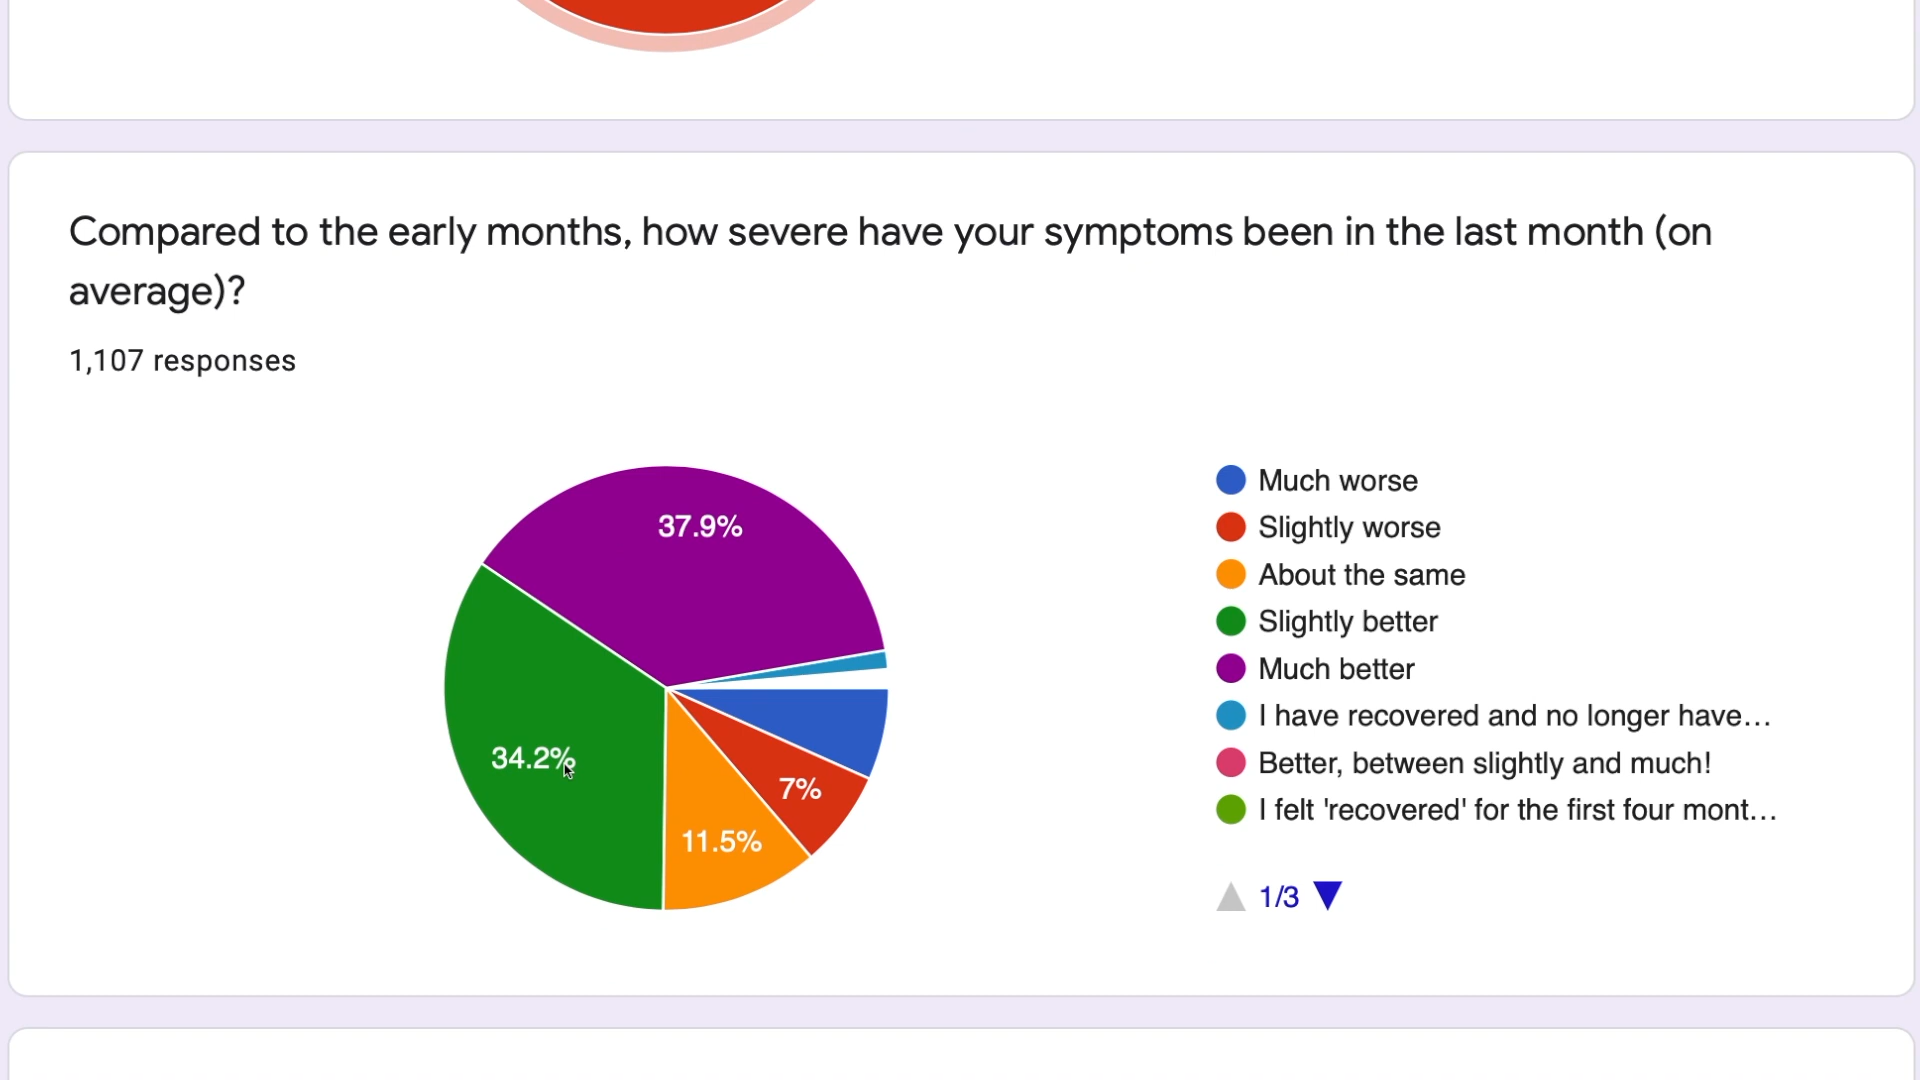 Compared to the early months, how severe have your symptoms been in the last month (on
average)?
1,107 responses
37.9%
34.2%
7%
11.5%
Much worse
Slightly worse
About the same
Slightly better
Much better
I have recovered and no longer have…
Better, between slightly and much!
I felt 'recovered' for the first four mont…
1/3